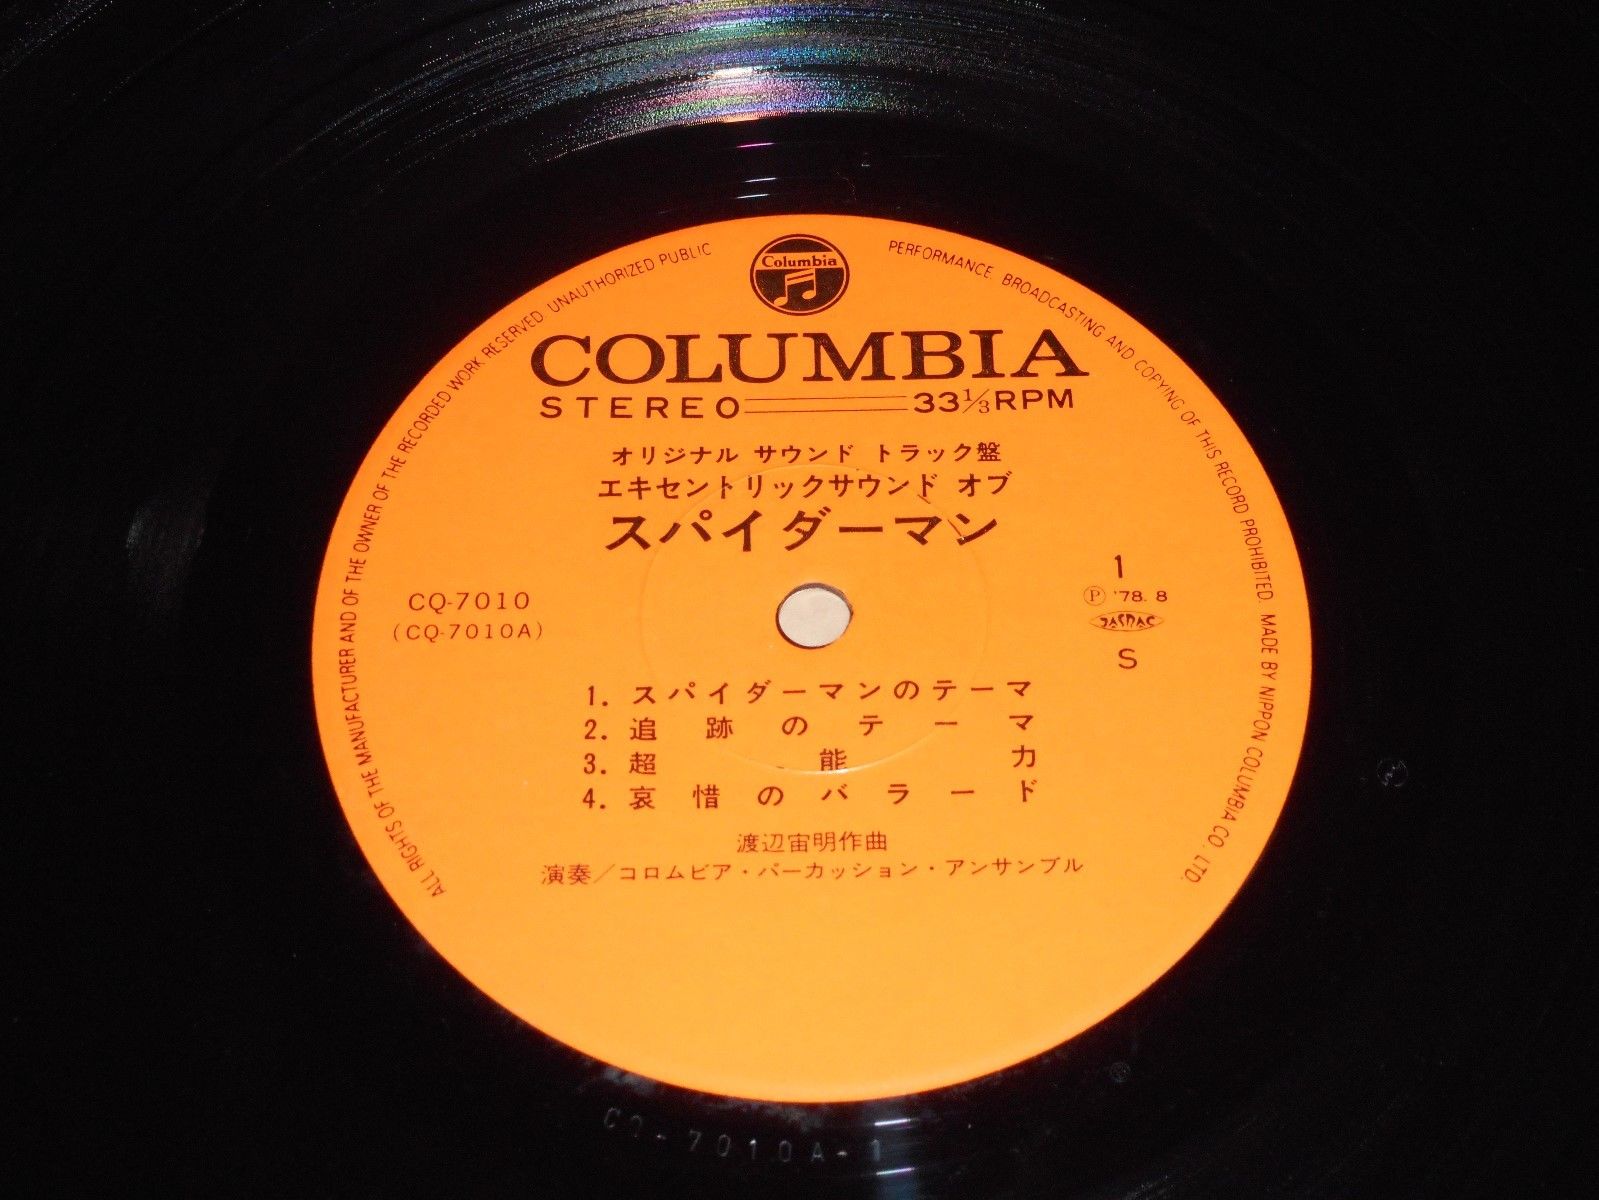 Columbia
COLUMBIA
STEREO 33 1/3 RPM
オリジナル サウンド トラック盤
エキセントリックサウンド オブ
スパイダーマン
CQ-7010
(CQ-7010A)
1
Ⓟ '78. 8
JASRAC
S
1. スパイダーマンのテーマ
2. 追跡のテーマ
3. 超能力
4. 哀惜のバラード
渡辺宙明作曲
演奏／コロムビア・パーカッション・アンサンブル
ALL RIGHTS OF THE MANUFACTURER AND OF THE OWNER OF THE RECORDED WORK RESERVED. UNAUTHORIZED PUBLIC PERFORMANCE. BROADCASTING AND COPYING OF THIS RECORD PROHIBITED. MADE BY NIPPON COLUMBIA CO., LTD.
CQ-7010A-1